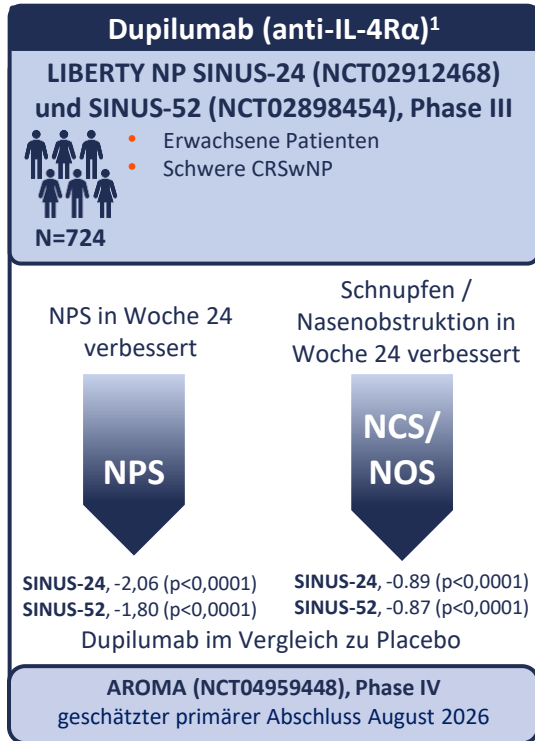 Dupilumab (anti-IL-4Rα)¹
LIBERTY NP SINUS-24 (NCT02912468)
und SINUS-52 (NCT02898454), Phase III
• Erwachsene Patienten
• Schwere CRSwNP
N=724
NPS in Woche 24
verbessert
NPS
SINUS-24, -2,06 (p<0,0001)
SINUS-52, -1,80 (p<0,0001)
Schnupfen /
Nasenobstruktion in
Woche 24 verbessert
NCS/
NOS
SINUS-24, -0.89 (p<0,0001)
SINUS-52, -0.87 (p<0,0001)
Dupilumab im Vergleich zu Placebo
AROMA (NCT04959448), Phase IV
geschätzter primärer Abschluss August 2026